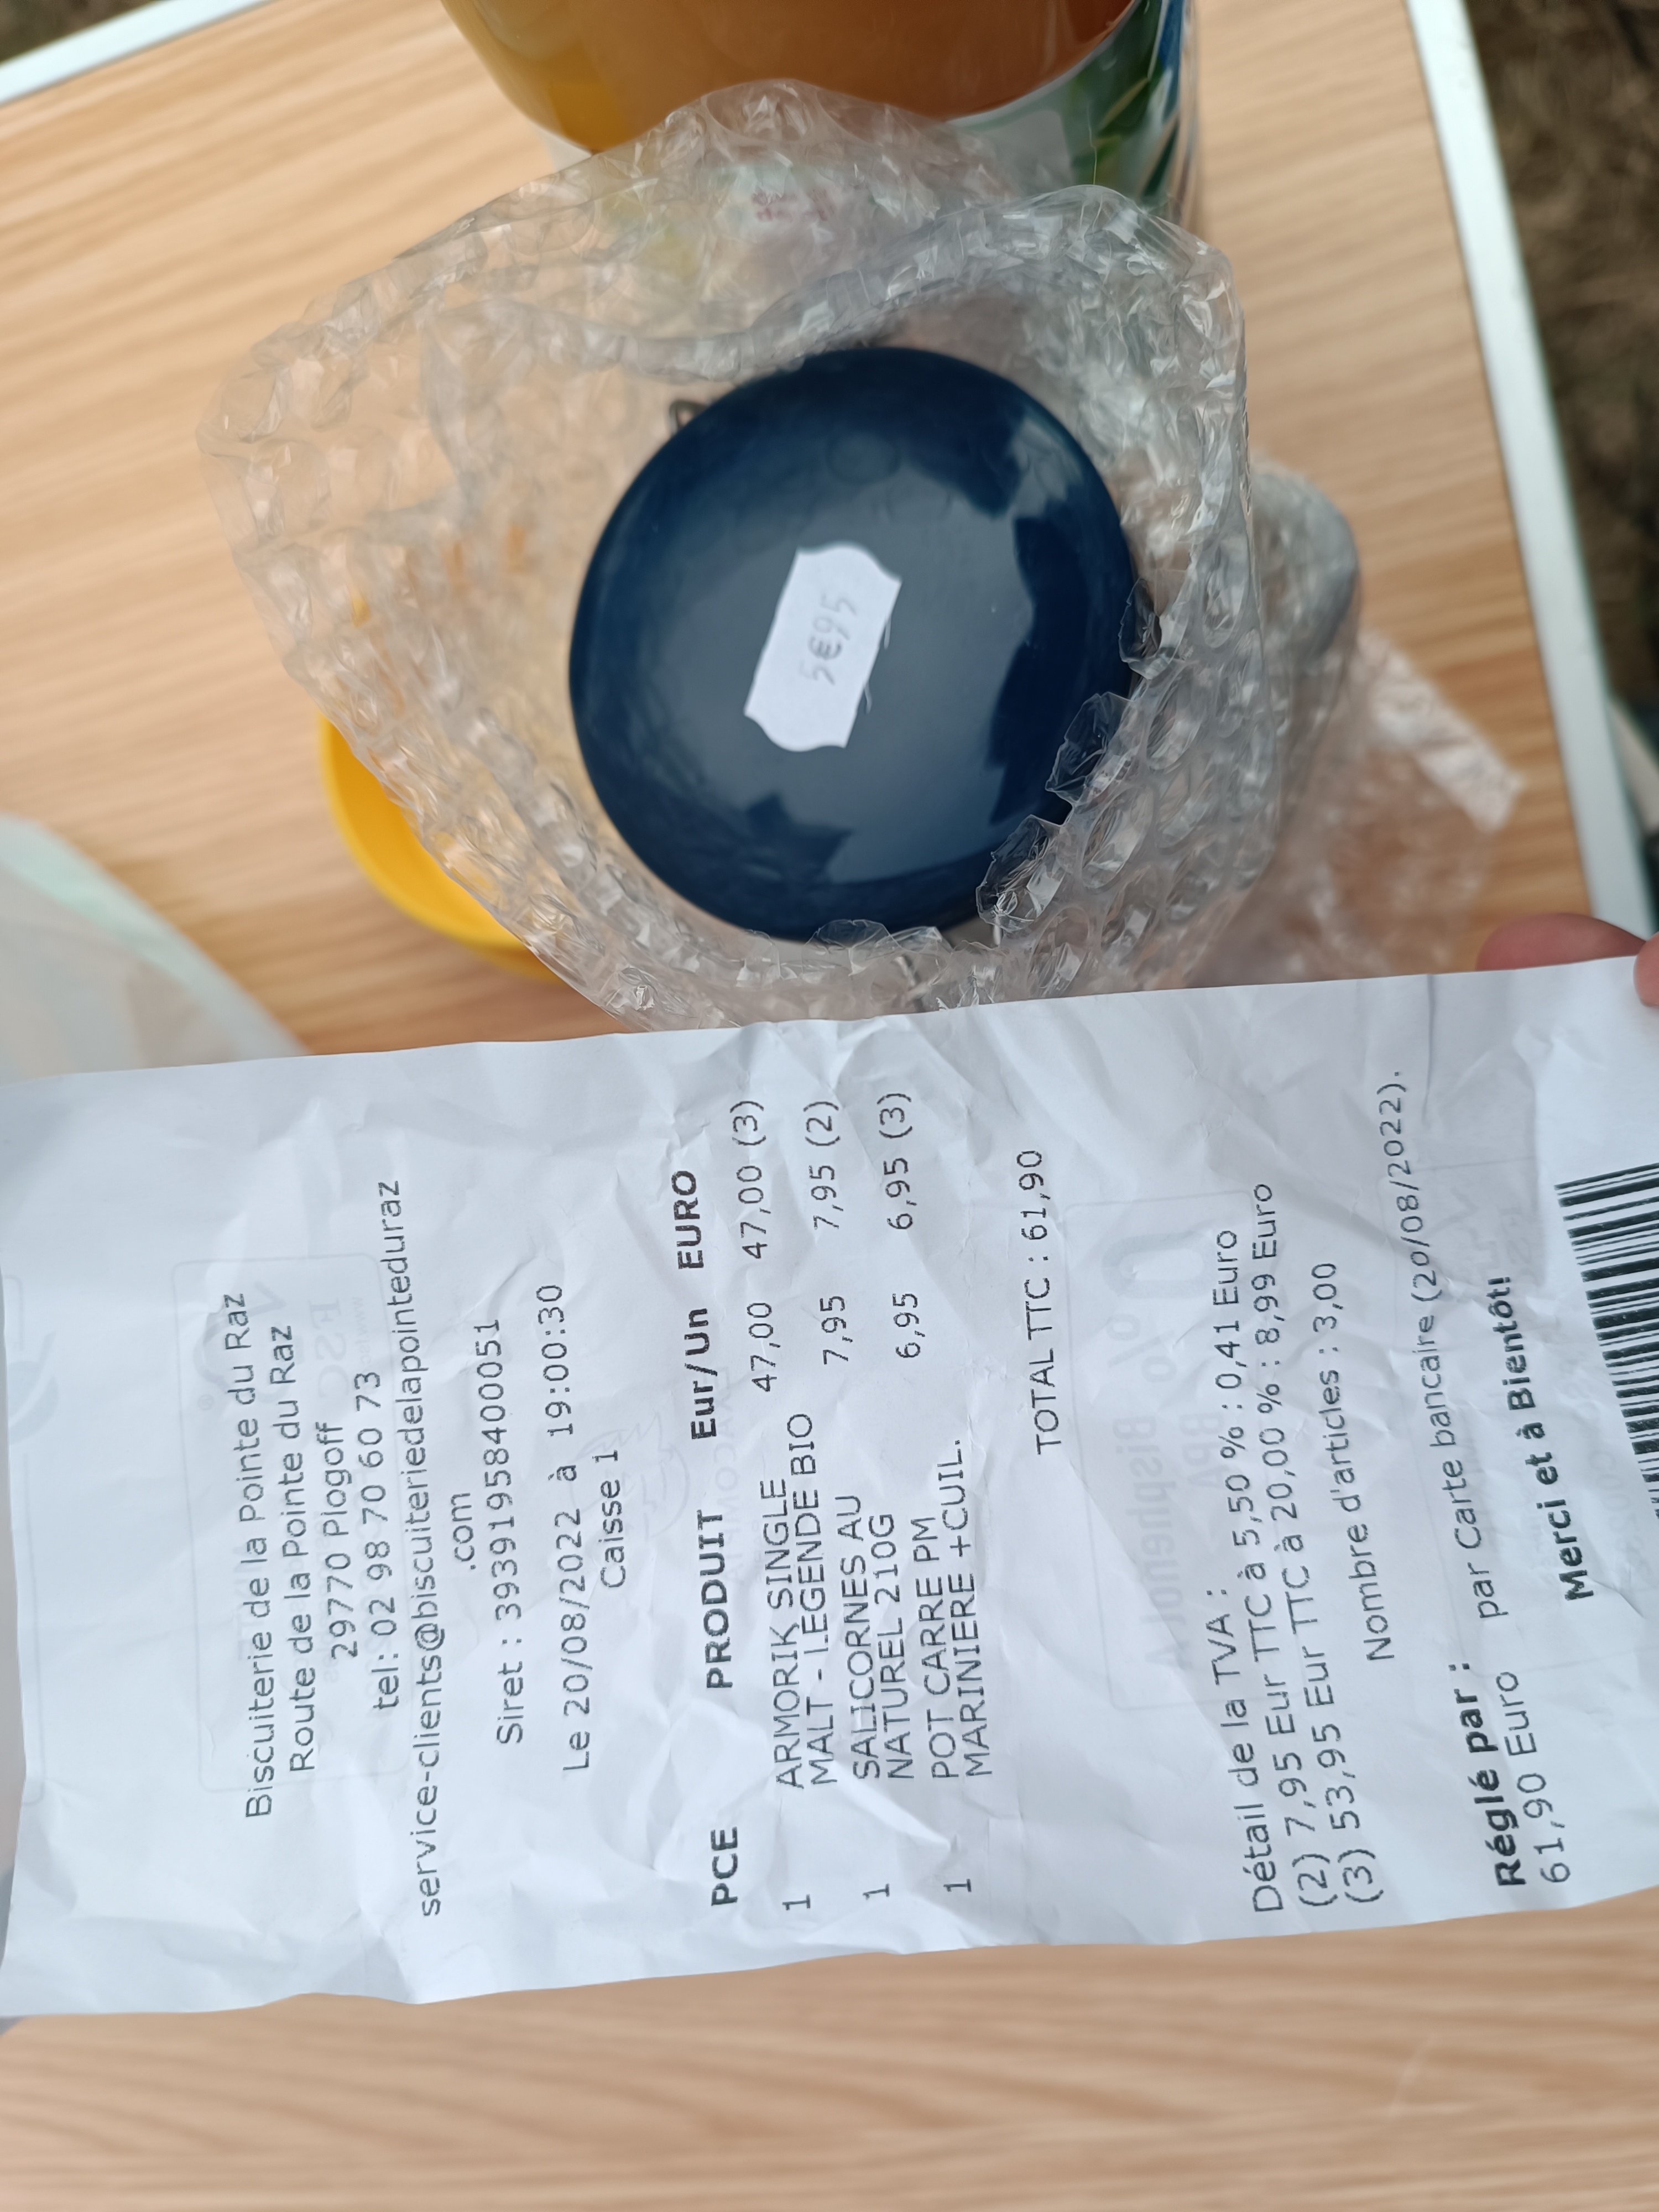 5€95
Biscuiterie de la Pointe du Raz
Route de la Pointe du Raz
29770 Plogoff
tel: 02 98 70 60 73
service-clients@biscuiteriedelapointeduraz
.com
Siret : 39391958400051
Le 20/08/2022 à 19:00:30
Caisse 1
PCE PRODUIT Eur/Un EURO
1 ARMORIK SINGLE 47,00 47,00 (3)
MALT - LEGENDE BIO
1 SALICORNES AU 7,95 7,95 (2)
NATUREL 210G
1 POT CARRE PM 6,95 6,95 (3)
MARINIERE +CUIL.
TOTAL TTC : 61,90
Détail de la TVA :
(2) 7,95 Eur TTC à 5,50 % : 0,41 Euro
(3) 53,95 Eur TTC à 20,00 % : 8,99 Euro
Nombre d'articles : 3,00
Réglé par :
61,90 Euro par Carte bancaire (20/08/2022).
Merci et à Bientôt!